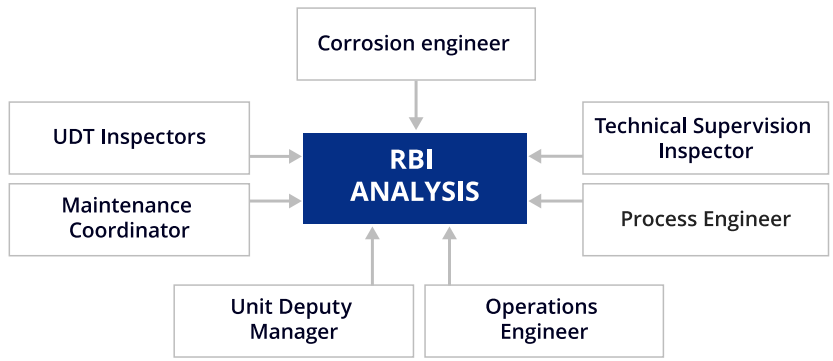 Corrosion engineer
UDT Inspectors
Technical Supervision
Inspector
RBI
ANALYSIS
Maintenance
Coordinator
Process Engineer
Unit Deputy
Manager
Operations
Engineer